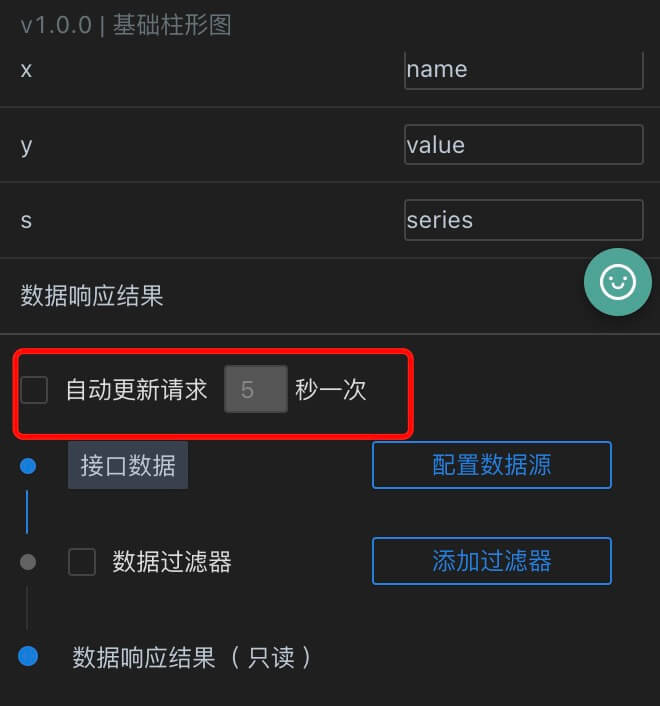 v1.0.0 | 基础柱形图
x name
y value
s series
数据响应结果
自动更新请求 5 秒一次
接口数据 配置数据源
数据过滤器 添加过滤器
数据响应结果（只读）